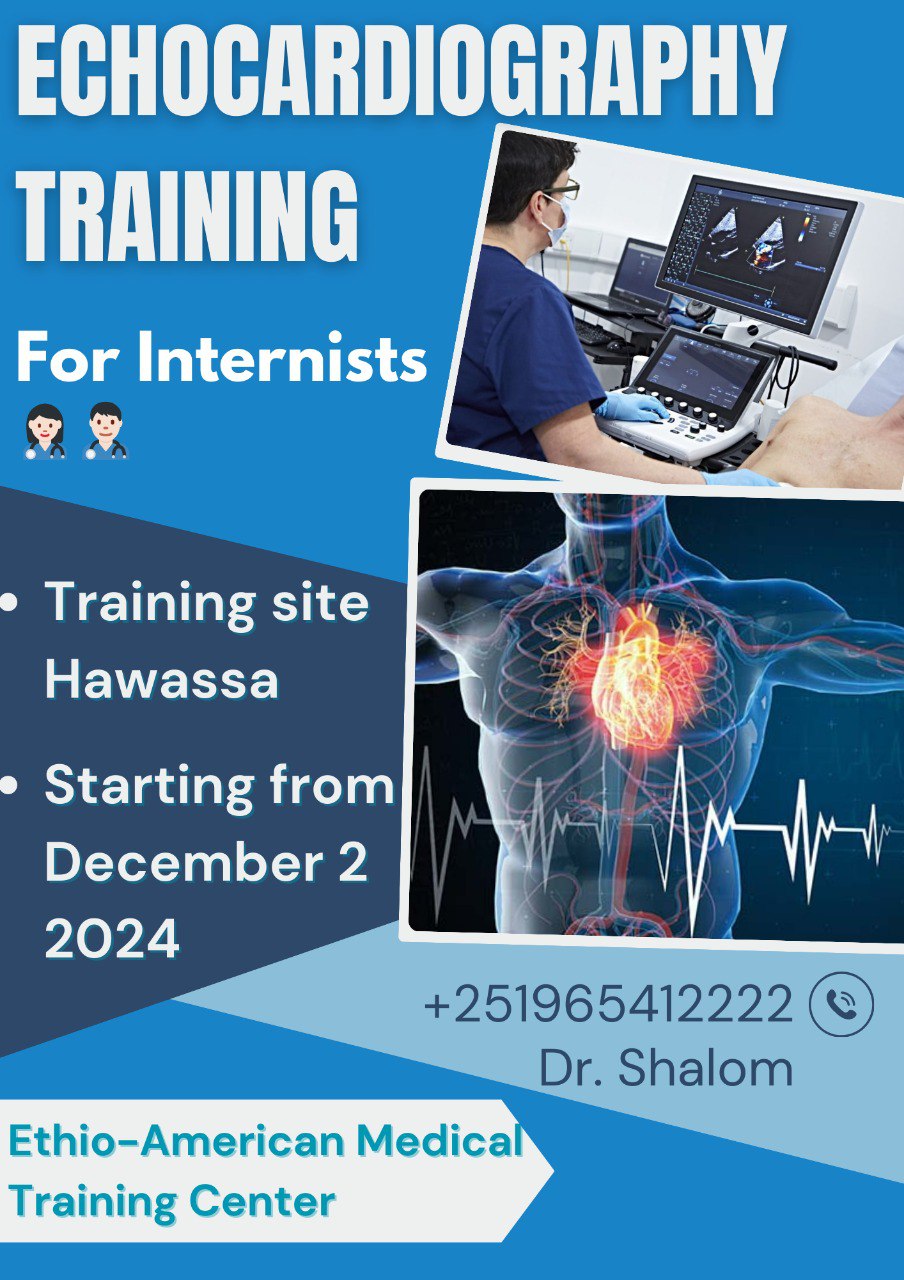 ECHOCARDIOGRAPHY
TRAINING
For Internists
• Training site
Hawassa
• Starting from
December 2
2024
+251965412222
Dr. Shalom
Ethio-American Medical
Training Center